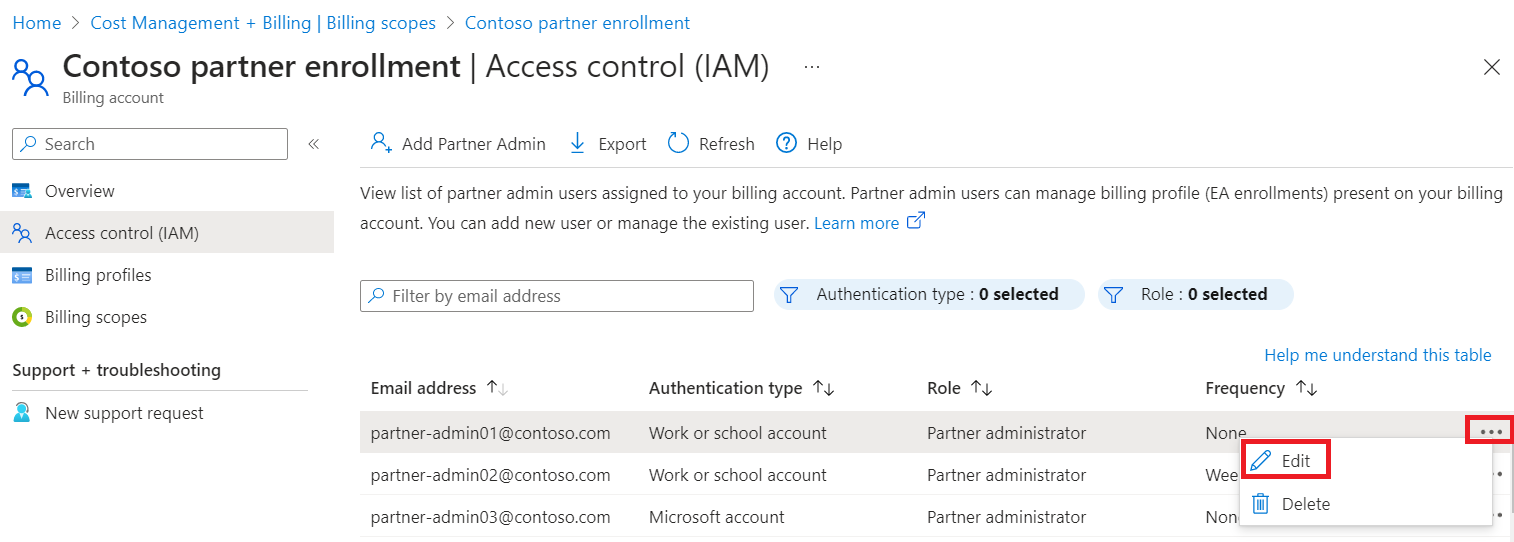 Home > Cost Management + Billing | Billing scopes > Contoso partner enrollment
Contoso partner enrollment | Access control (IAM) ...
Billing account
Search «
Add Partner Admin Export Refresh Help
Overview
Access control (IAM)
Billing profiles
Billing scopes
Support + troubleshooting
New support request
View list of partner admin users assigned to your billing account. Partner admin users can manage billing profile (EA enrollments) present on your billing
account. You can add new user or manage the existing user. Learn more
Filter by email address Authentication type : 0 selected Role : 0 selected
Help me understand this table
Email address Authentication type Role Frequency
partner-admin01@contoso.com Work or school account Partner administrator None
partner-admin02@contoso.com Work or school account Partner administrator
partner-admin03@contoso.com Microsoft account Partner administrator
Edit
Delete